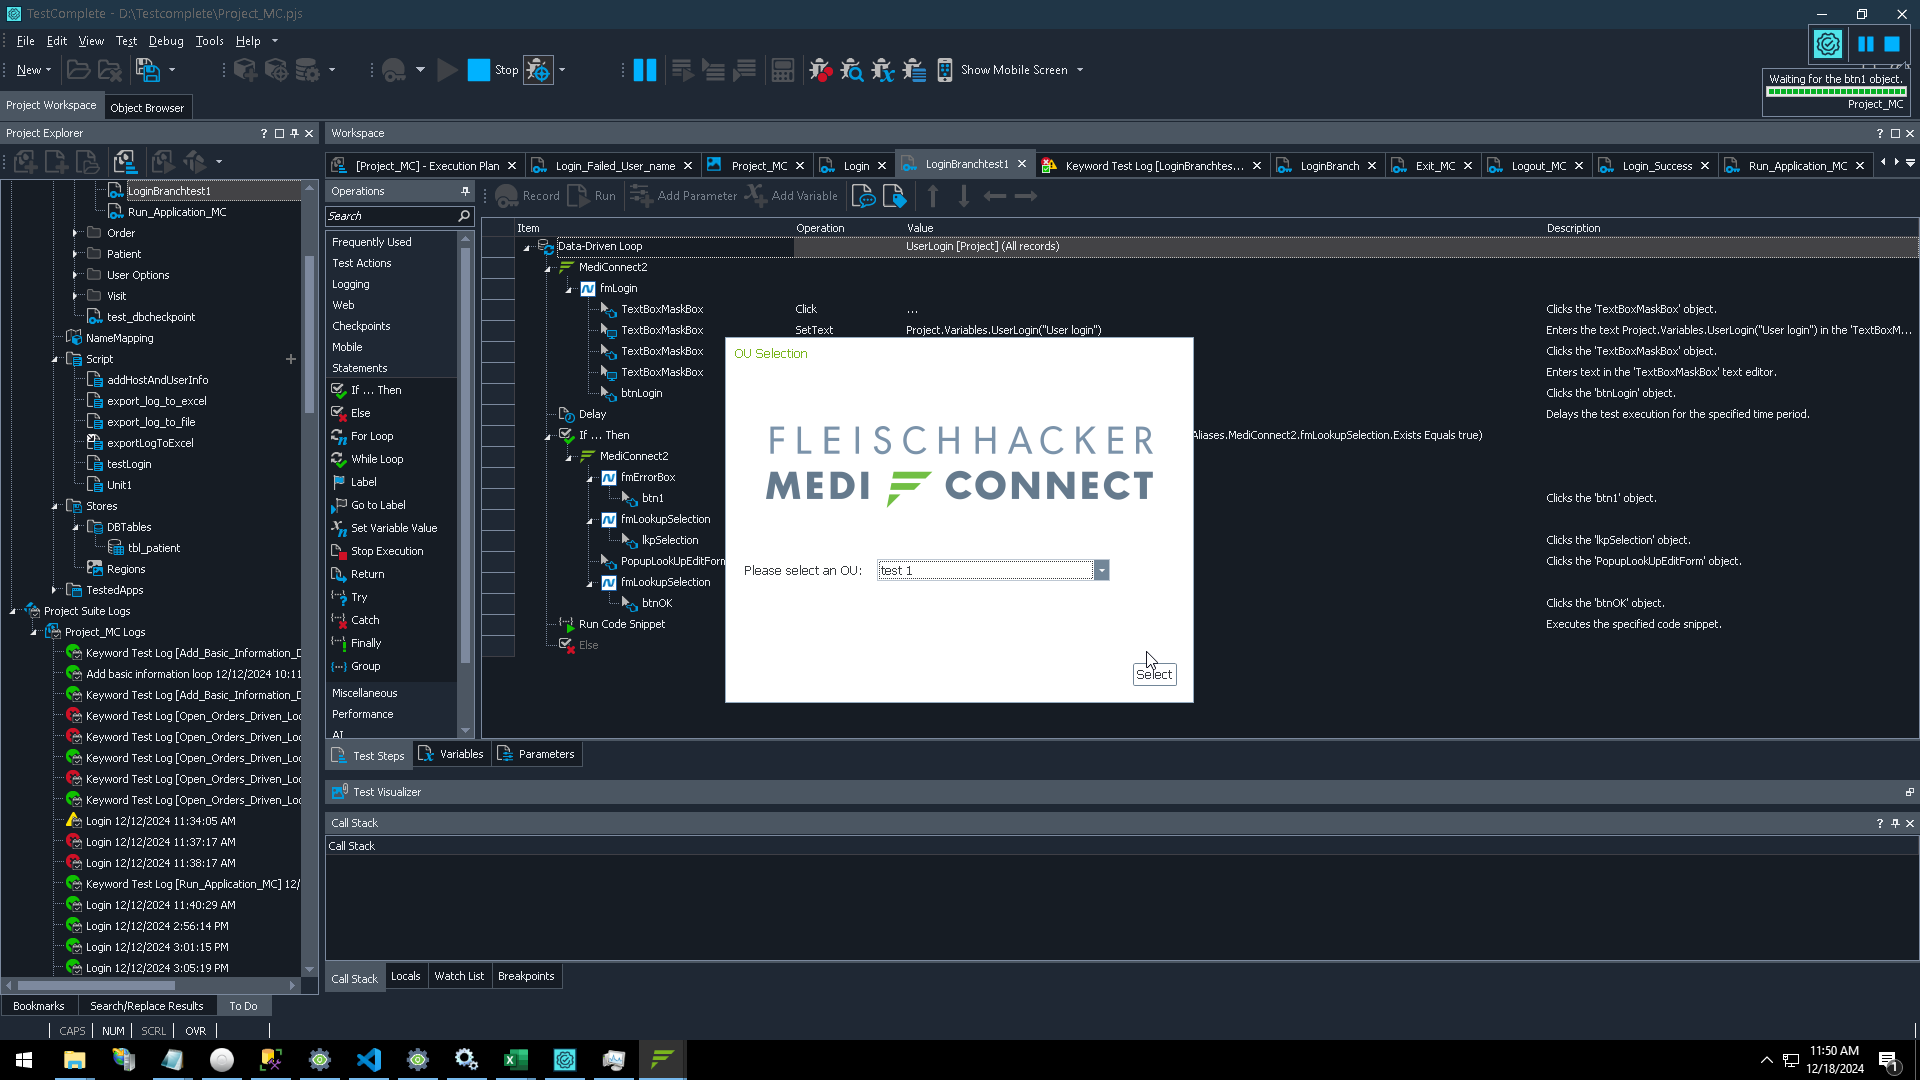 TestComplete - D:\Testcomplete\Project_MC.pjs
File Edit View Test Debug Tools Help
New Stop Show Mobile Screen
Waiting for the btn1 object.
Project_MC
Project Workspace Object Browser
Project Explorer
Workspace
[Project_MC] - Execution Plan Login_Failed_User_name Project_MC Login LoginBranchtest1 Keyword Test Log [LoginBranchtes... LoginBranch Exit_MC Logout_MC Login_Success Run_Application_MC
LoginBranchtest1
Run_Application_MC
Order
Patient
User Options
Visit
test_dbcheckpoint
NameMapping
Script
addHostAndUserInfo
export_log_to_excel
export_log_to_file
exportLogToExcel
testLogin
Unit1
Stores
DBTables
tbl_patient
Regions
TestedApps
Project Suite Logs
Project_MC Logs
Keyword Test Log [Add_Basic_Information_D
Add basic information loop 12/12/2024 10:11
Keyword Test Log [Add_Basic_Information_D
Keyword Test Log [Open_Orders_Driven_Loo
Keyword Test Log [Open_Orders_Driven_Loo
Keyword Test Log [Open_Orders_Driven_Loo
Keyword Test Log [Open_Orders_Driven_Loo
Keyword Test Log [Open_Orders_Driven_Loo
Login 12/12/2024 11:34:05 AM
Login 12/12/2024 11:37:17 AM
Login 12/12/2024 11:38:17 AM
Keyword Test Log [Run_Application_MC] 12/
Login 12/12/2024 11:40:29 AM
Login 12/12/2024 2:56:14 PM
Login 12/12/2024 3:01:15 PM
Login 12/12/2024 3:05:19 PM
Bookmarks Search/Replace Results To Do
Operations
Search
Frequently Used
Test Actions
Logging
Web
Checkpoints
Mobile
Statements
If ... Then
Else
For Loop
While Loop
Label
Go to Label
Set Variable Value
Stop Execution
Return
Try
Catch
Finally
Group
Miscellaneous
Performance
AI
Record Run Add Parameter Add Variable
Item Operation Value Description
Data-Driven Loop UserLogin [Project] (All records)
MediConnect2
fmLogin
TextBoxMaskBox Click ... Clicks the 'TextBoxMaskBox' object.
TextBoxMaskBox SetText Project.Variables.UserLogin("User login") Enters the text Project.Variables.UserLogin("User login") in the 'TextBoxM...
TextBoxMaskBox Clicks the 'TextBoxMaskBox' object.
TextBoxMaskBox Enters text in the 'TextBoxMaskBox' text editor.
btnLogin Clicks the 'btnLogin' object.
Delay Delays the test execution for the specified time period.
If ... Then Aliases.MediConnect2.fmLookupSelection.Exists Equals true)
MediConnect2
fmErrorBox
btn1 Clicks the 'btn1' object.
fmLookupSelection
lkpSelection Clicks the 'lkpSelection' object.
PopupLookUpEditForm Clicks the 'PopupLookUpEditForm' object.
fmLookupSelection
btnOK Clicks the 'btnOK' object.
Run Code Snippet Executes the specified code snippet.
Else
OU Selection
FLEISCHHACKER
MEDI CONNECT
Please select an OU: test 1
Select
Test Steps Variables Parameters
Test Visualizer
Call Stack
Call Stack
Call Stack Locals Watch List Breakpoints
CAPS NUM SCRL OVR
11:50 AM
12/18/2024
1